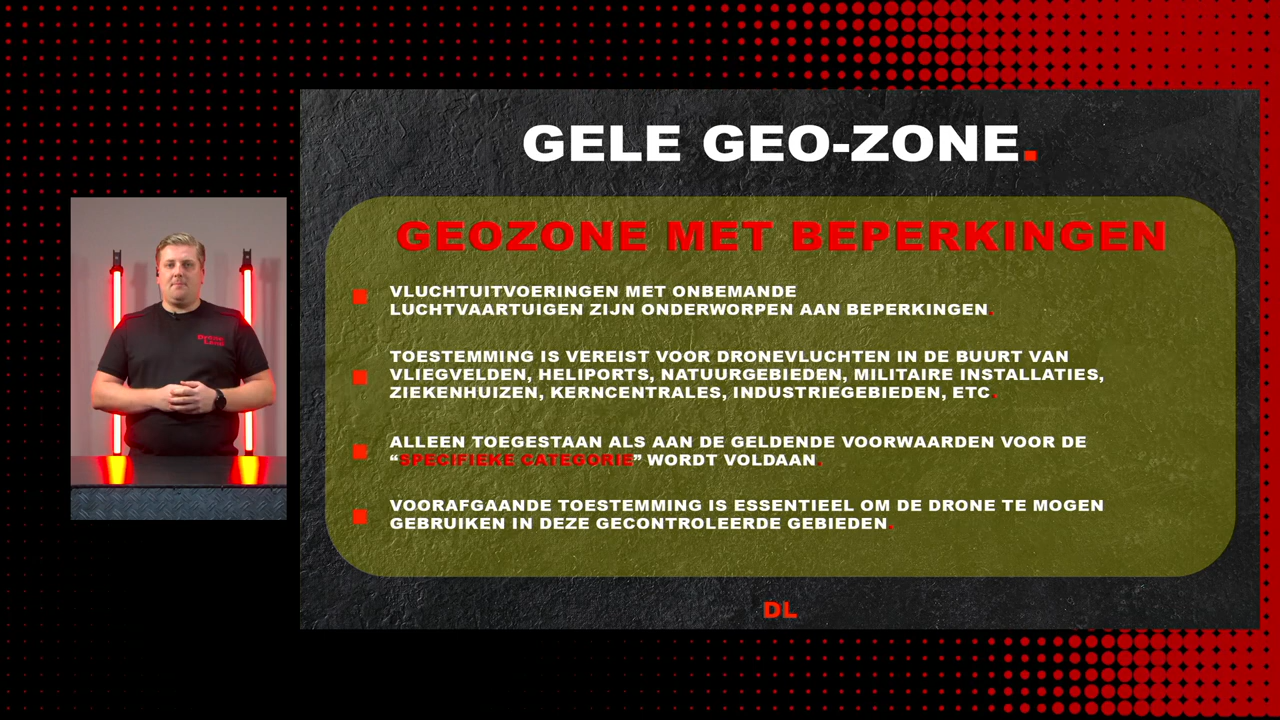 GELE GEO-ZONE.
GEOZONE MET BEPERKINGEN
VLUCHTUITVOERINGEN MET ONBEMANDE
LUCHTVAARTUIGEN ZIJN ONDERWORPEN AAN BEPERKINGEN.
TOESTEMMING IS VEREIST VOOR DRONEVLUCHTEN IN DE BUURT VAN
VLIEGVELDEN, HELIPORTS, NATUURGEBIEDEN, MILITAIRE INSTALLATIES,
ZIEKENHUIZEN, KERNCENTRALES, INDUSTRIEGEBIEDEN, ETC.
ALLEEN TOEGESTAAN ALS AAN DE GELDENDE VOORWAARDEN VOOR DE
“SPECIFIEKE CATEGORIE” WORDT VOLDAAN.
VOORAFGAANDE TOESTEMMING IS ESSENTIEEL OM DE DRONE TE MOGEN
GEBRUIKEN IN DEZE GECONTROLEERDE GEBIEDEN.
DL
Drone
Land